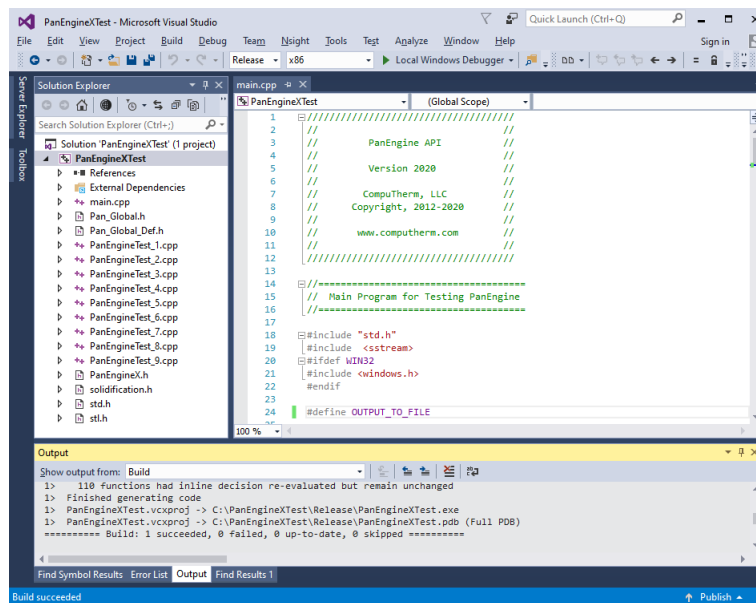 PanEngineXTest - Microsoft Visual Studio
Quick Launch (Ctrl+Q)
File Edit View Project Build Debug Team Nsight Tools Test Analyze Window Help
Sign in
Release x86 Local Windows Debugger
Server Explorer
Toolbox
Solution Explorer
Search Solution Explorer (Ctrl+;)
Solution 'PanEngineXTest' (1 project)
PanEngineXTest
References
External Dependencies
main.cpp
Pan_Global.h
Pan_Global_Def.h
PanEngineTest_1.cpp
PanEngineTest_2.cpp
PanEngineTest_3.cpp
PanEngineTest_4.cpp
PanEngineTest_5.cpp
PanEngineTest_6.cpp
PanEngineTest_7.cpp
PanEngineTest_8.cpp
PanEngineTest_9.cpp
PanEngineX.h
solidification.h
std.h
stl.h
main.cpp
PanEngineXTest (Global Scope)
1 /////////////////////////////////////
2 // //
3 // PanEngine API //
4 // //
5 // Version 2020 //
6 // //
7 // CompuTherm, LLC //
8 // Copyright, 2012-2020 //
9 // //
10 // www.computherm.com //
11 // //
12 /////////////////////////////////////
13
14 //=====================================
15 // Main Program for Testing PanEngine
16 //=====================================
17
18 #include "std.h"
19 #include <sstream>
20 #ifdef WIN32
21 #include <windows.h>
22 #endif
23
24 #define OUTPUT_TO_FILE
100 %
Output
Show output from: Build
1> 110 functions had inline decision re-evaluated but remain unchanged
1> Finished generating code
1> PanEngineXTest.vcxproj -> C:\PanEngineXTest\Release\PanEngineXTest.exe
1> PanEngineXTest.vcxproj -> C:\PanEngineXTest\Release\PanEngineXTest.pdb (Full PDB)
========== Build: 1 succeeded, 0 failed, 0 up-to-date, 0 skipped ==========
Find Symbol Results Error List Output Find Results 1
Build succeeded
Publish